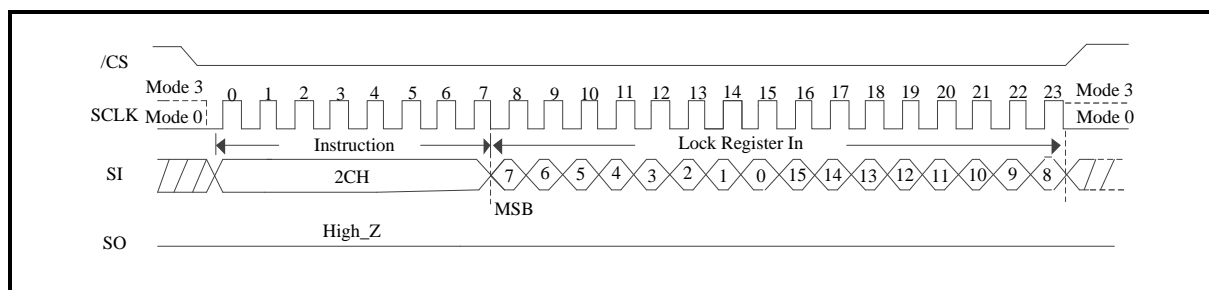 /CS
Mode 3
0 1 2 3 4 5 6 7 8 9 10 11 12 13 14 15 16 17 18 19 20 21 22 23
Mode 3
SCLK
Mode 0
Mode 0
Instruction
Lock Register In
SI
2CH
7 6 5 4 3 2 1 0 15 14 13 12 11 10 9 8
MSB
High_Z
SO